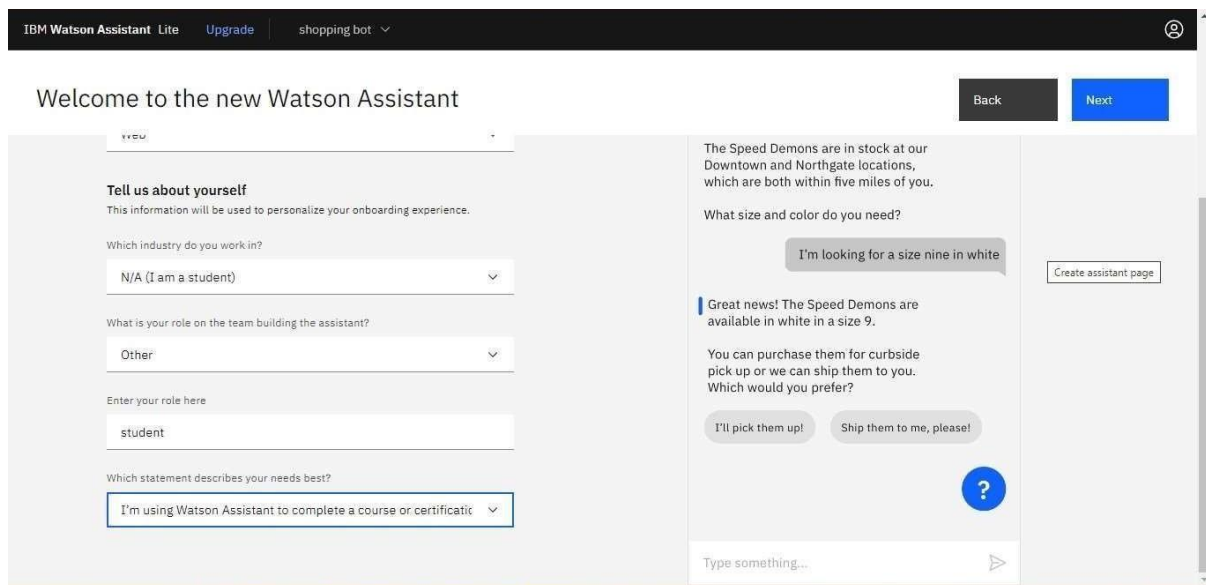 IBM Watson Assistant Lite Upgrade shopping bot
Welcome to the new Watson Assistant
Back
Next
Web
Tell us about yourself
This information will be used to personalize your onboarding experience.
Which industry do you work in?
N/A (I am a student)
What is your role on the team building the assistant?
Other
Enter your role here
student
Which statement describes your needs best?
I'm using Watson Assistant to complete a course or certificatic
The Speed Demons are in stock at our
Downtown and Northgate locations,
which are both within five miles of you.
What size and color do you need?
I'm looking for a size nine in white
Great news! The Speed Demons are
available in white in a size 9.
You can purchase them for curbside
pick up or we can ship them to you.
Which would you prefer?
I'll pick them up!
Ship them to me, please!
?
Type something...
Create assistant page